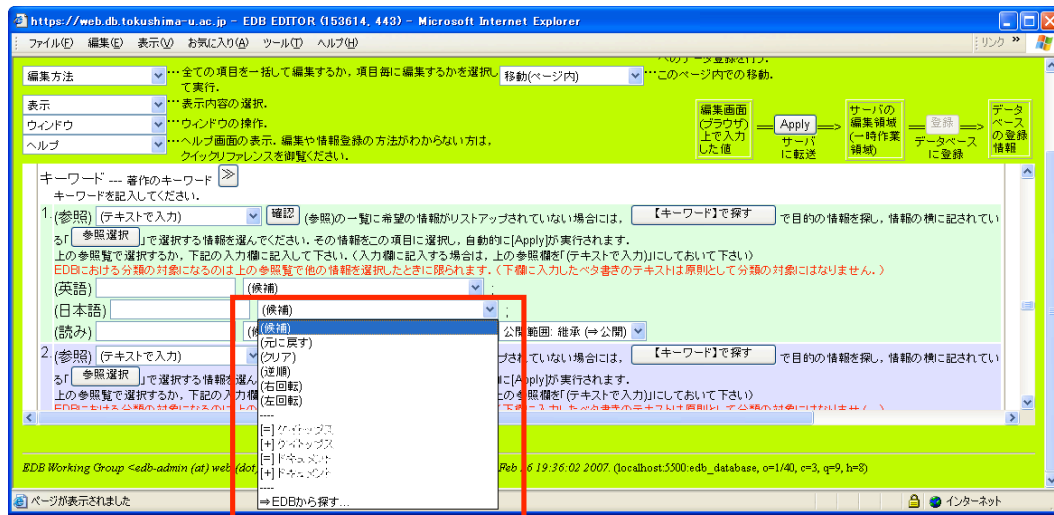 https://web.db.tokushima-u.ac.jp - EDB EDITOR (153614, 443) - Microsoft Internet Explorer
ファイル(F) 編集(E) 表示(V) お気に入り(A) ツール(T) ヘルプ(H) リンク »
編集方法 …全ての項目を一括して編集するか, 項目毎に編集するかを選択し て実行.
移動(ページ内) …このページ内での移動.
表示 …表示内容の選択.
ウィンドウ …ウィンドウの操作.
ヘルプ …ヘルプ画面の表示. 編集や情報登録の方法がわからない方は, クイックリファレンスを御覧ください.
編集画面 (ブラウザ) 上で入力 した値
Apply サーバ に転送
サーバの 編集領域 (一時作業 領域)
登録 データベース に登録
データ ベース の登録 情報
キーワード --- 著作のキーワード ≫
キーワードを記入してください.
1. (参照) (テキストで入力) 確認 (参照)の一覧に希望の情報がリストアップされていない場合には, 【キーワード】で探す で目的の情報を探し, 情報の横に記されてい
る「 参照選択 」で選択する情報を選んでください. その情報をこの項目に選択し, 自動的に[Apply]が実行されます.
上の参照覧で選択するか, 下記の入力欄に記入して下さい. (入力欄に記入する場合は, 上の参照欄を「(テキストで入力)」にしておいて下さい)
EDBにおける分類の対象になるのは上の参照覧で他の情報を選択したときに限られます. (下欄に入力したベタ書きのテキストは原則として分類の対象にはなりません. )
(英語) (候補) ;
(日本語) (候補) ;
(読み) 公開範囲: 継承 (⇒公開)
(候補)
(元に戻す)
(クリア)
(逆順)
(右回転)
(左回転)
----
[=]
[+]
[=] ドキュメント
[+] ドキュメント
----
⇒EDBから探す...
2. (参照) (テキストで入力) プされていない場合には, 【キーワード】で探す で目的の情報を探し, 情報の横に記されてい
る「 参照選択 」で選択する情報を選ん に[Apply]が実行されます.
上の参照覧で選択するか, 下記の入力欄 上の参照欄を「(テキストで入力)」にしておいて下さい)
EDB Working Group <edb-admin (at) web (dot) Feb 26 19:36:02 2007. (localhost:5500:edb_database, o=1/40, c=3, q=9, h=8)
ページが表示されました インターネット